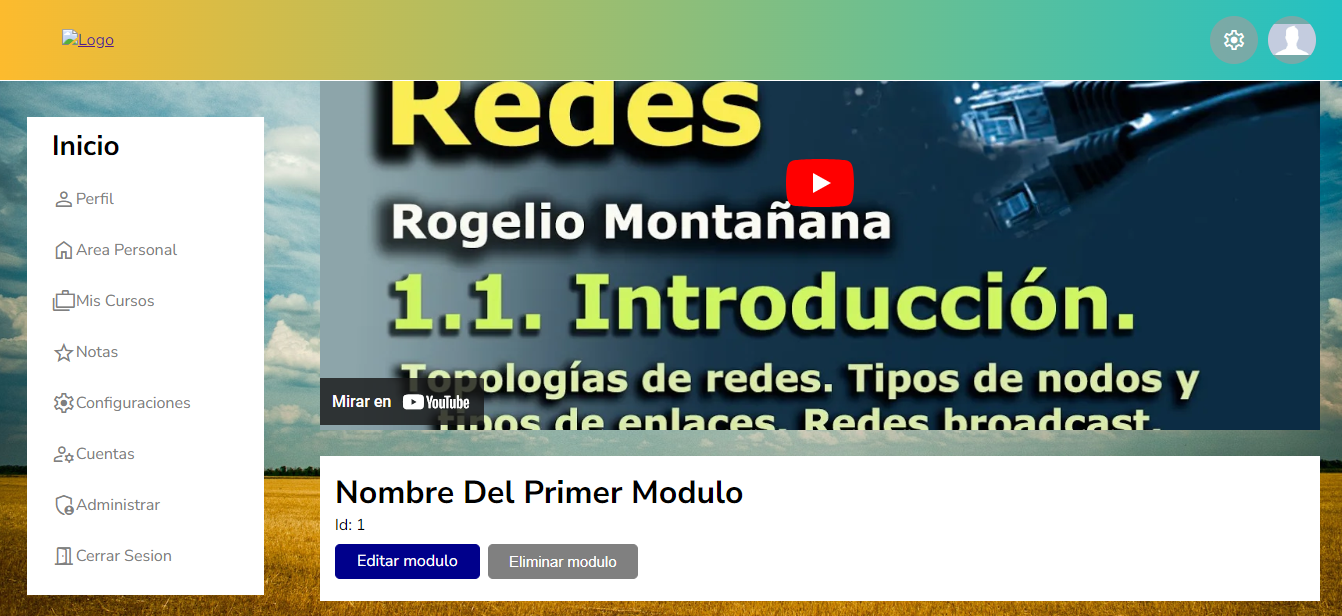 Logo
Inicio
Perfil
Area Personal
Mis Cursos
Notas
Configuraciones
Cuentas
Administrar
Cerrar Sesion
Redes
Rogelio Montañana
1.1. Introducción.
Topologías de redes. Tipos de nodos y
tipos de enlaces. Redes broadcast.
Mirar en YouTube
Nombre Del Primer Modulo
Id: 1
Editar modulo
Eliminar modulo